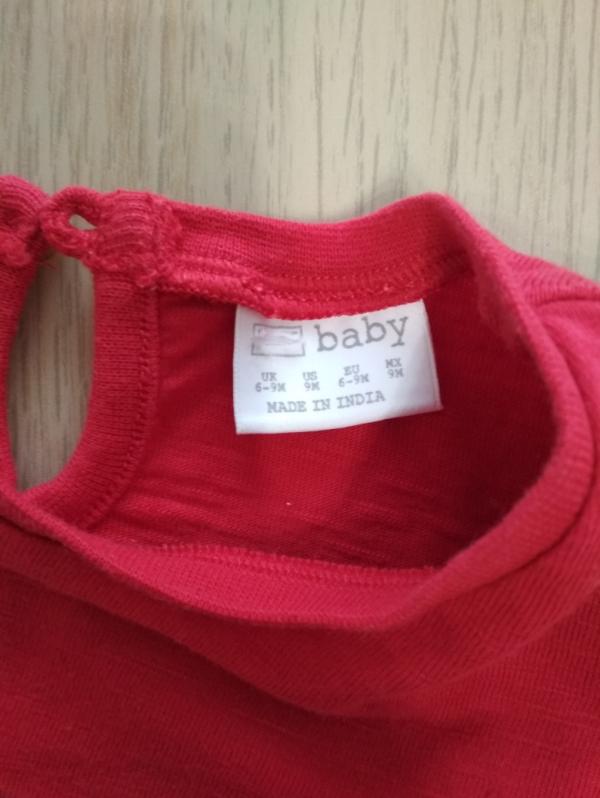 baby
UK US EU MX
6-9M 9M 6-9M 9M
MADE IN INDIA